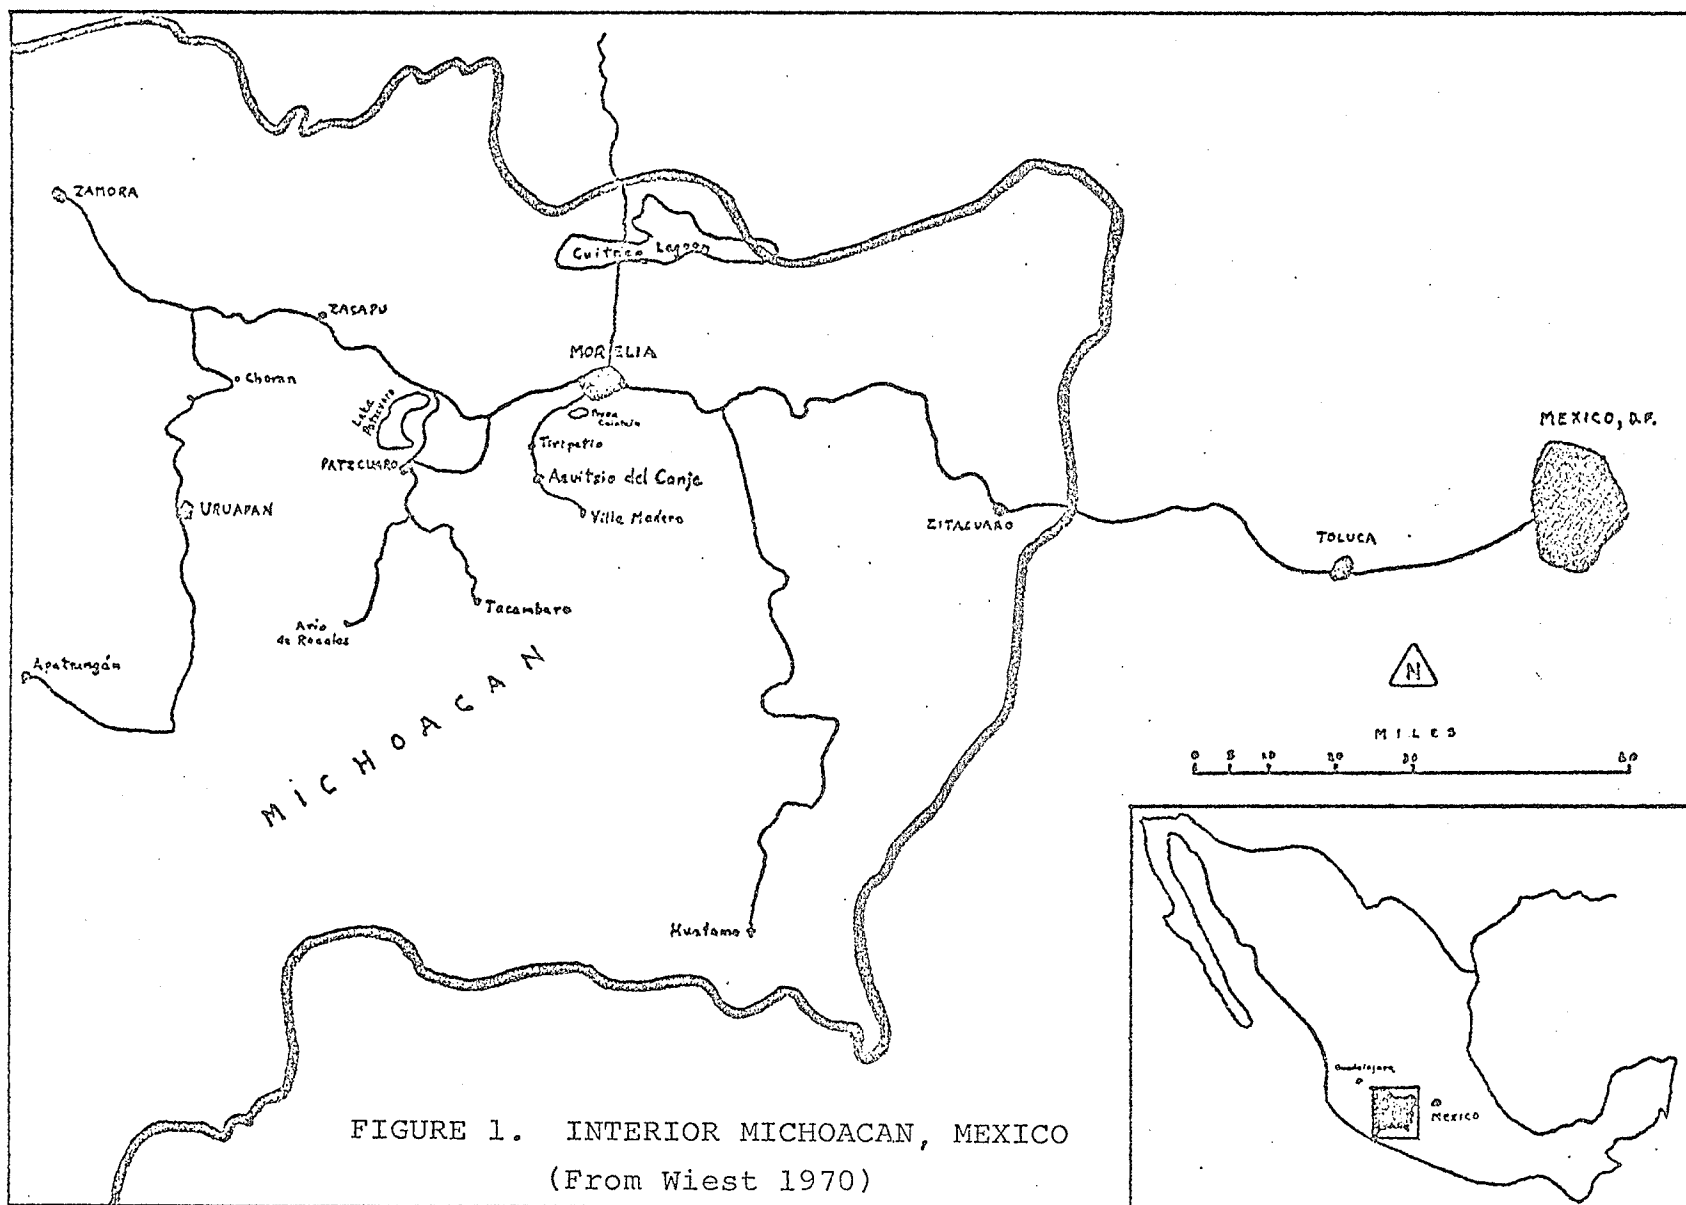 ZAMORA
Cuitzeo Lagoon
ZACAPU
MORELIA
Cheran
Lake
Patzcuaro
Presa
Tiripetio
MEXICO, D.F.
PATZCUARO
Acuitzio del Canje
URUAPAN
Villa Madero
ZITACUARO
TOLUCA
Ario
de Rosales
Tacambaro
Apatzingán
MICHOACAN
N
MILES
0 5 10 20 30 60
Huetamo
Guadalajara
MEXICO
FIGURE 1. INTERIOR MICHOACAN, MEXICO
(From Wiest 1970)